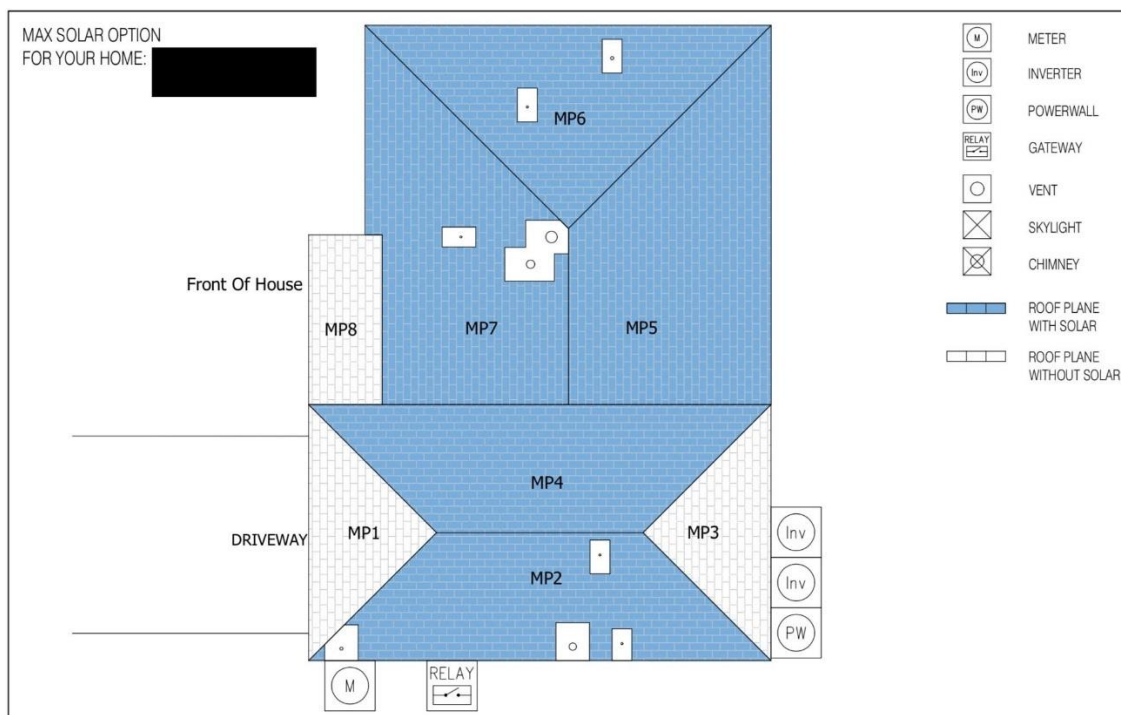 MAX SOLAR OPTION
FOR YOUR HOME:
MP6
Front Of House
MP8
MP7
MP5
MP4
DRIVEWAY
MP1
MP3
MP2
Inv
Inv
PW
M
RELAY
M
METER
Inv
INVERTER
PW
POWERWALL
RELAY
GATEWAY
VENT
SKYLIGHT
CHIMNEY
ROOF PLANE
WITH SOLAR
ROOF PLANE
WITHOUT SOLAR